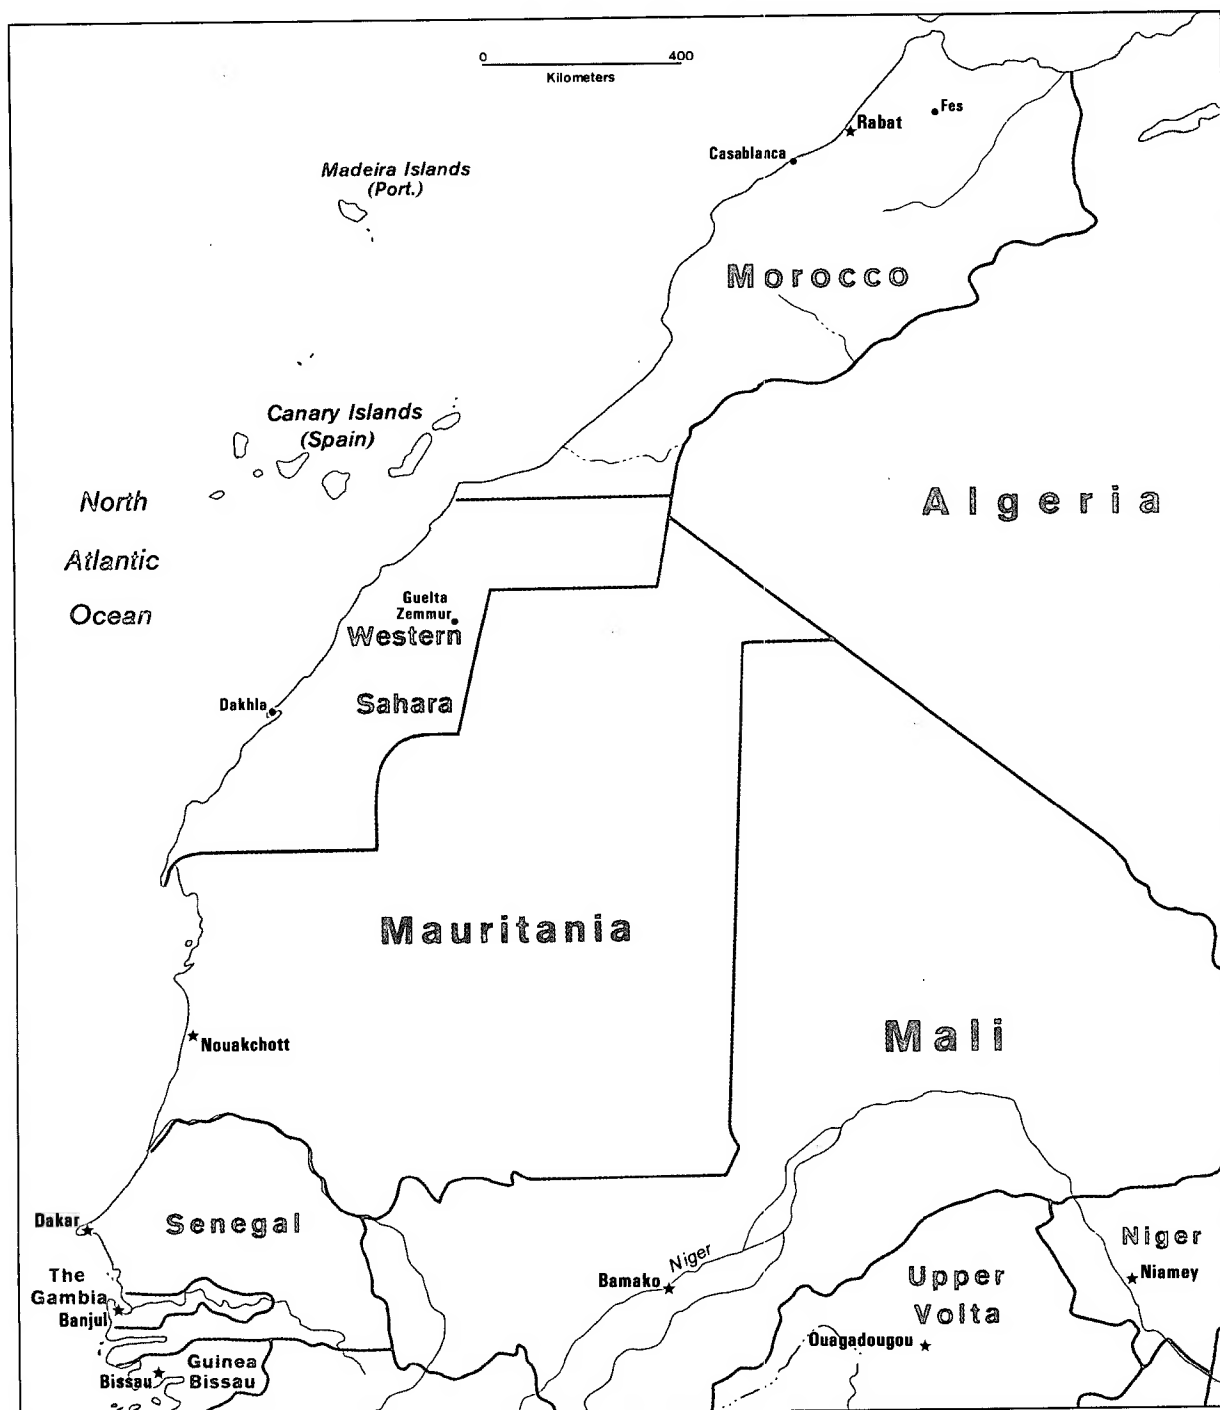 0 400
Kilometers
Fes
Rabat
Casablanca
Madeira Islands
(Port.)
Morocco
Canary Islands
(Spain)
North
Atlantic
Ocean
Algeria
Guelta
Zemmur
Western
Sahara
Dakhla
Mauritania
Mali
Nouakchott
Dakar
Senegal
Niger
Niger
Niamey
The
Gambia
Banjul
Bamako
Upper
Volta
Ouagadougou
Guinea
Bissau
Bissau